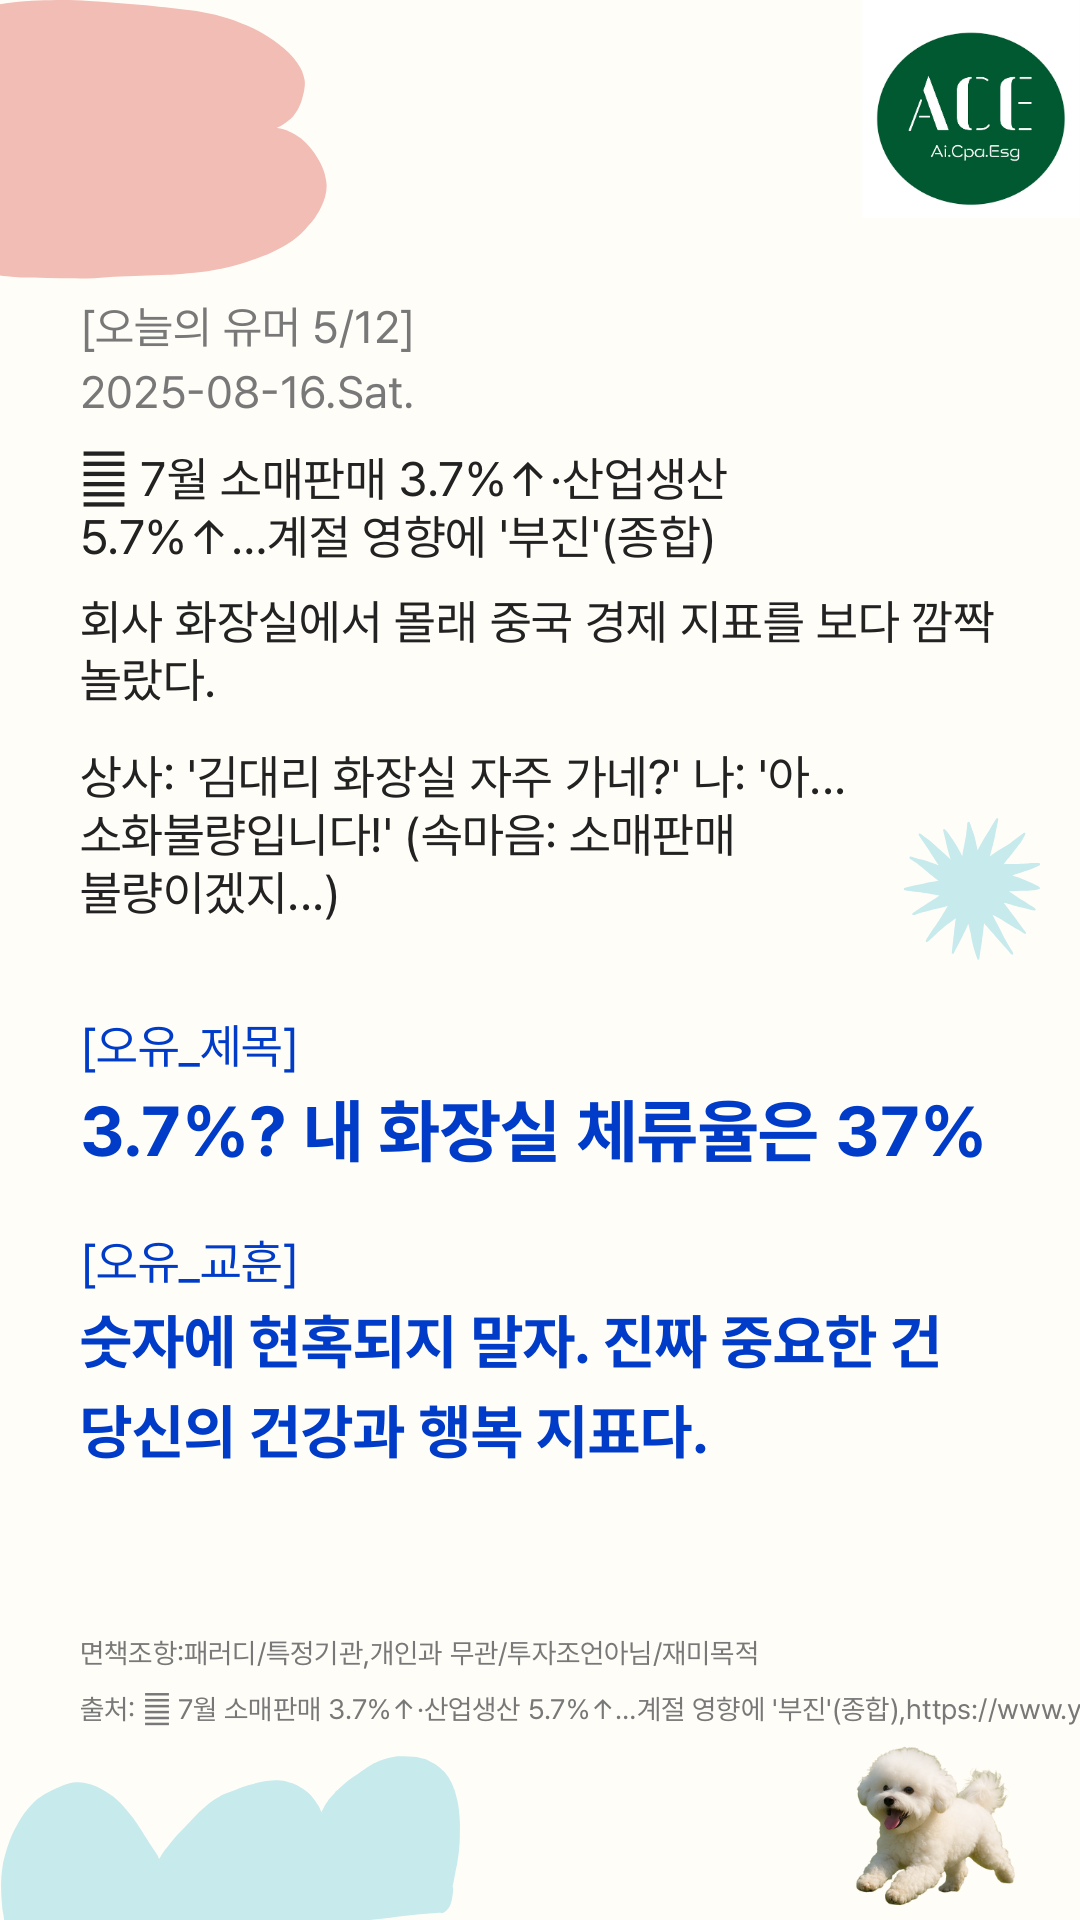 ACE
Ai.Cpa.Esg
[오늘의 유머 5/12]
2025-08-16.Sat.
7월 소매판매 3.7%↑·산업생산
5.7%↑...계절 영향에 '부진'(종합)
회사 화장실에서 몰래 중국 경제 지표를 보다 깜짝
놀랐다.
상사: '김대리 화장실 자주 가네?' 나: '아...
소화불량입니다!' (속마음: 소매판매
불량이겠지...)
[오유_제목]
3.7%? 내 화장실 체류율은 37%
[오유_교훈]
숫자에 현혹되지 말자. 진짜 중요한 건
당신의 건강과 행복 지표다.
면책조항:패러디/특정기관,개인과 무관/투자조언아님/재미목적
출처: 7월 소매판매 3.7%↑·산업생산 5.7%↑...계절 영향에 '부진'(종합),https://www.y